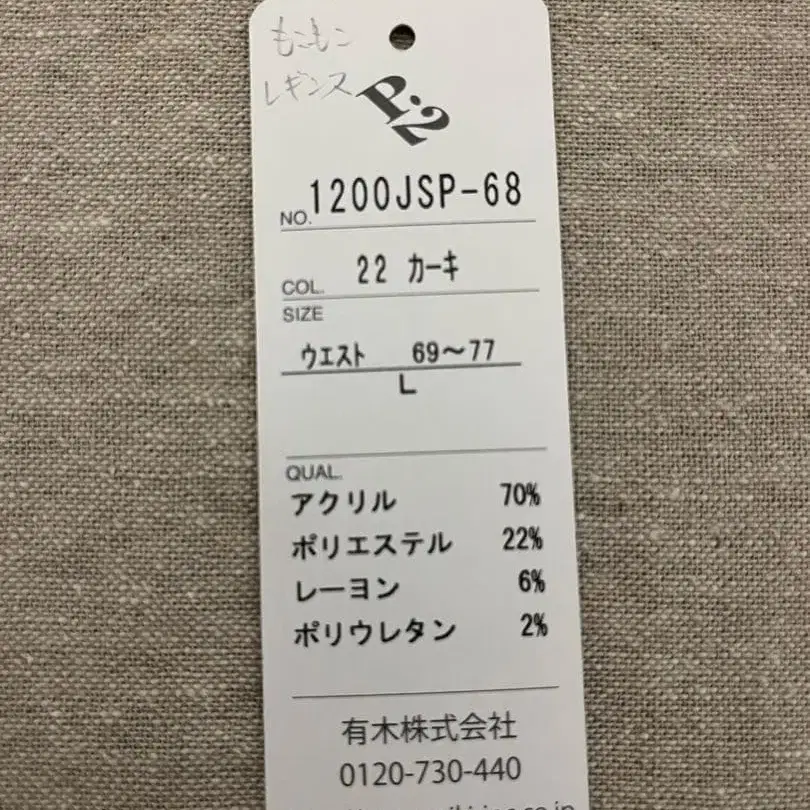 もこもこ
レギンス
P:2
NO. 1200JSP-68
COL. 22 カーキ
SIZE
ウエスト 69〜77
L
QUAL.
アクリル 70%
ポリエステル 22%
レーヨン 6%
ポリウレタン 2%
有木株式会社
0120-730-440